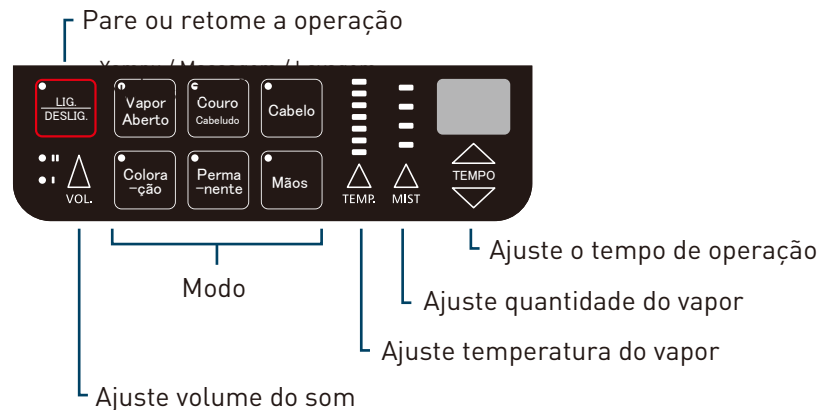 Pare ou retome a operação
LIG.
DESLIG.
Vapor
Aberto
Couro
Cabeludo
Cabelo
II
I
VOL.
Colora
-ção
Perma
-nente
Mãos
TEMP.
MIST
TEMPO
Ajuste o tempo de operação
Modo
Ajuste quantidade do vapor
Ajuste temperatura do vapor
Ajuste volume do som